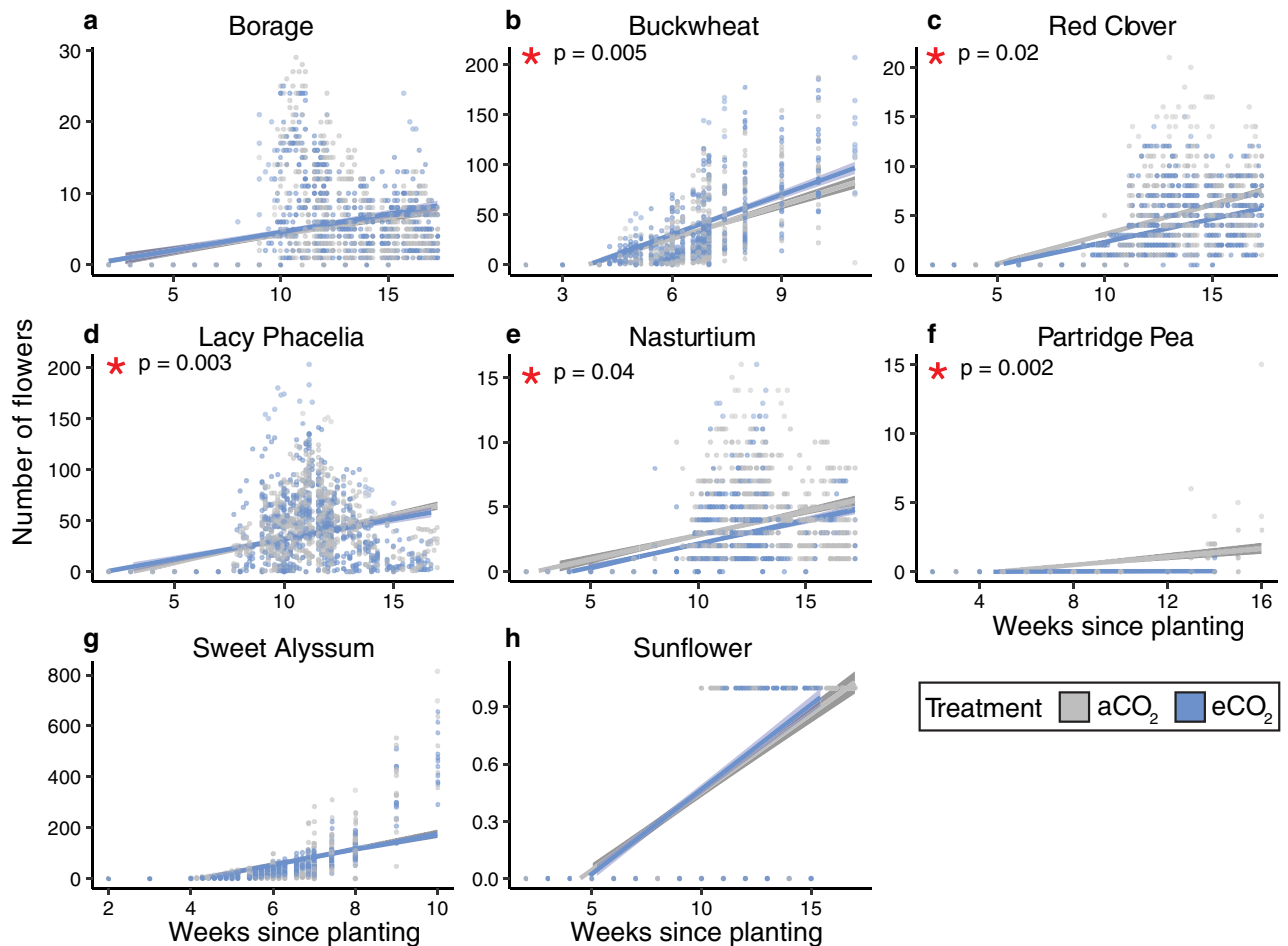 a Borage
30
20
10
0
5 10 15
b Buckwheat
* p = 0.005
200
150
100
50
0
3 6 9
c Red Clover
* p = 0.02
20
15
10
5
0
5 10 15
Number of flowers
d Lacy Phacelia
* p = 0.003
200
150
100
50
0
5 10 15
e Nasturtium
* p = 0.04
15
10
5
0
5 10 15
f Partridge Pea
* p = 0.002
15
10
5
0
4 8 12 16
Weeks since planting
g Sweet Alyssum
800
600
400
200
0
2 4 6 8 10
Weeks since planting
h Sunflower
0.9
0.6
0.3
0.0
5 10 15
Weeks since planting
Treatment aCO₂ eCO₂